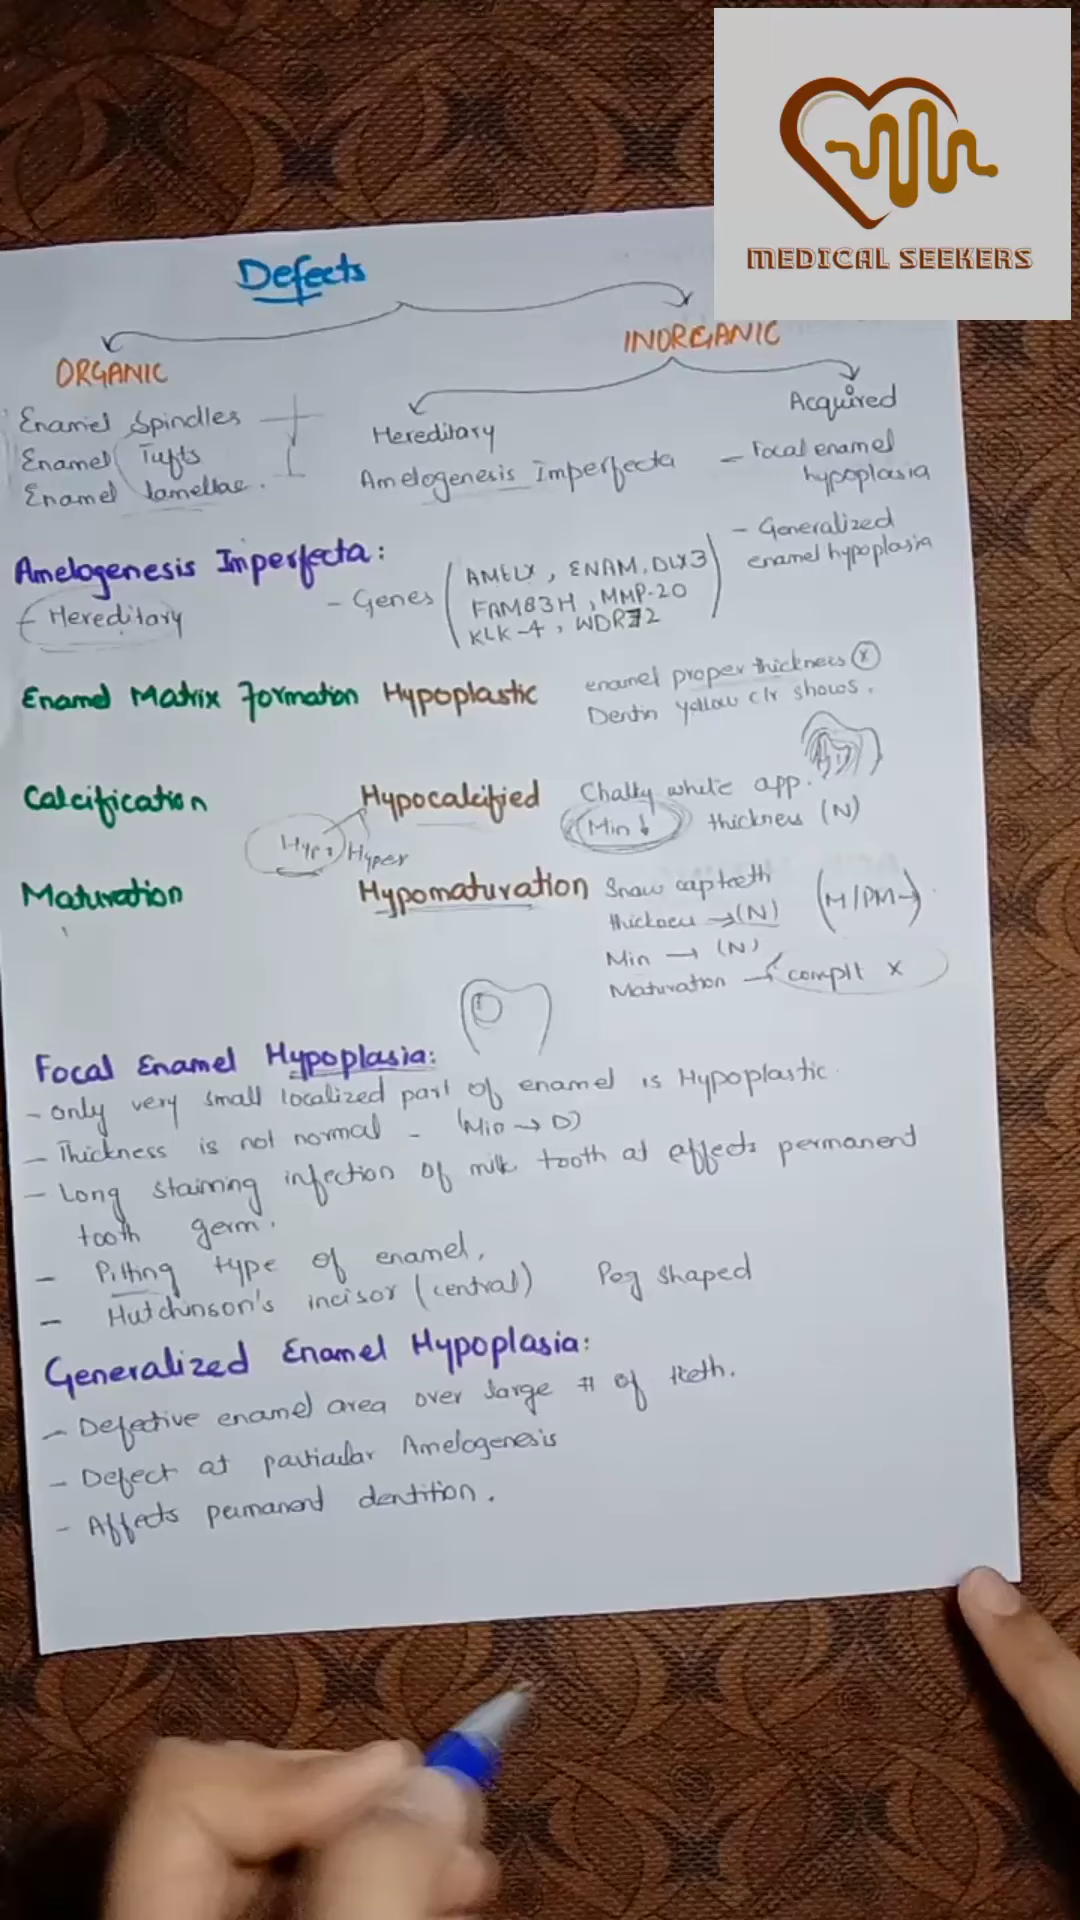 MEDICAL SEEKERS
Defects
ORGANIC
INORGANIC
Enamel Spindles
Enamel Tufts
Enamel lamellae.
Hereditary
Amelogenesis Imperfecta
Acquired
- Focal enamel
hypoplasia
- Generalized
enamel hypoplasia
Amelogenesis Imperfecta:
- Hereditary
- Genes
AMELX, ENAM, DLX3
FAM83H, MMP-20
KLK-4, WDR72
Enamel Matrix Formation Hypoplastic
enamel proper thickness x
Dentin yellow clr shows.
Calcification
Hypocalcified
Chalky white app.
Min ↓ thickness (N)
Hypo Hyper
Maturation
Hypomaturation
Snow cap teeth
thickness → (N)
(M/PM→)
Min → (N)
Maturation → complt x
Focal Enamel Hypoplasia:
- Only very small localized part of enamel is Hypoplastic.
- Thickness is not normal - (Min → D)
- Long staining infection of milk tooth at affects permanent
tooth germ.
- Pitting type of enamel.
- Hutchinson's incisor (central) Peg shaped
Generalized Enamel Hypoplasia:
- Defective enamel area over large # of teeth.
- Defect at particular Amelogenesis
- Affects permanent dentition.